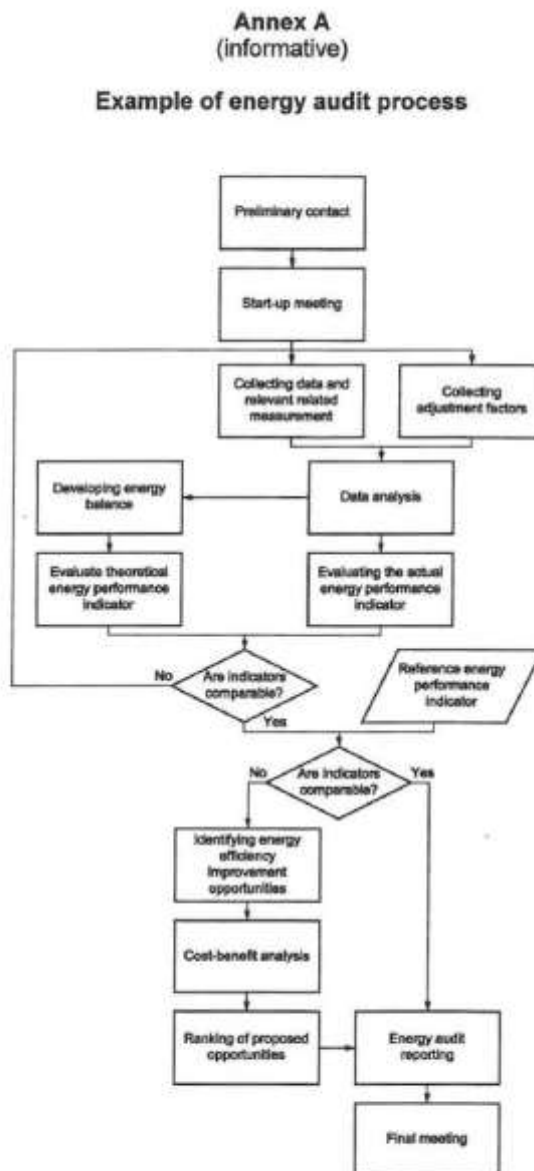 Annex A
(informative)
Example of energy audit process
Preliminary contact
Start-up meeting
Collecting data and
relevant related
measurement
Collecting
adjustment factors
Developing energy
balance
Data analysis
Evaluate theoretical
energy performance
indicator
Evaluating the actual
energy performance
indicator
No
Are indicators
comparable?
Reference energy
performance
indicator
Yes
No
Are indicators
comparable?
Yes
Identifying energy
efficiency
improvement
opportunities
Cost-benefit analysis
Ranking of proposed
opportunities
Energy audit
reporting
Final meeting